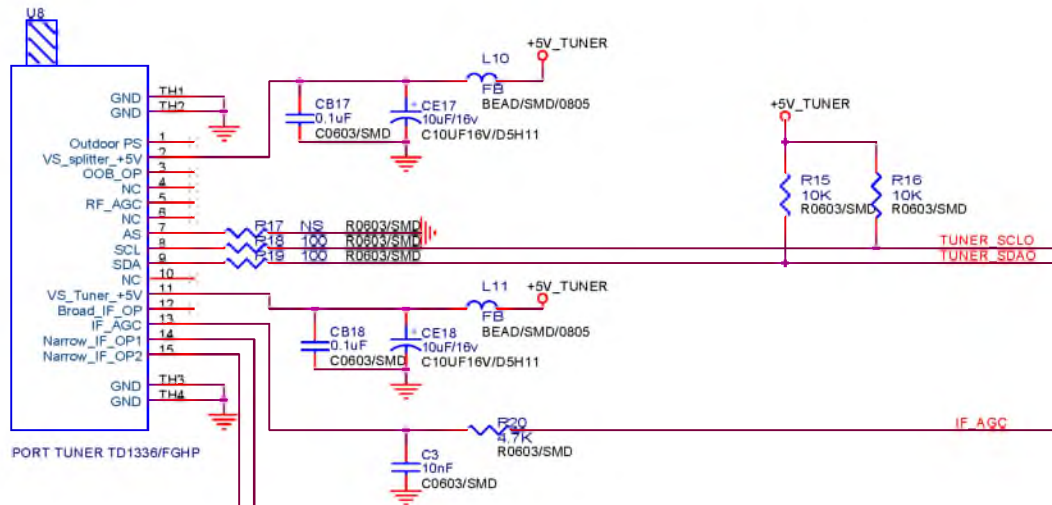 U8
GND TH1
GND TH2
Outdoor PS 1
VS_splitter_+5V 2
OOB_OP 3
NC 4
RF_AGC 5
NC 6
AS 7
SCL 8
SDA 9
NC 10
VS_Tuner_+5V 11
Broad_IF_OP 12
IF_AGC 13
Narrow_IF_OP1 14
Narrow_IF_OP2 15
GND TH3
GND TH4
PORT TUNER TD1336/FGHP
+5V_TUNER
L10
FB
BEAD/SMD/0805
CB17
0.1uF
C0603/SMD
CE17
10uF/16v
C10UF16V/D5H11
+5V_TUNER
R15
10K
R0603/SMD
R16
10K
R0603/SMD
R17 NS R0603/SMD
R18 100 R0603/SMD
R19 100 R0603/SMD
TUNER_SCLO
TUNER_SDAO
+5V_TUNER
L11
FB
BEAD/SMD/0805
CB18
0.1uF
C0603/SMD
CE18
10uF/16v
C10UF16V/D5H11
R20
4.7K
R0603/SMD
IF_AGC
C3
10nF
C0603/SMD